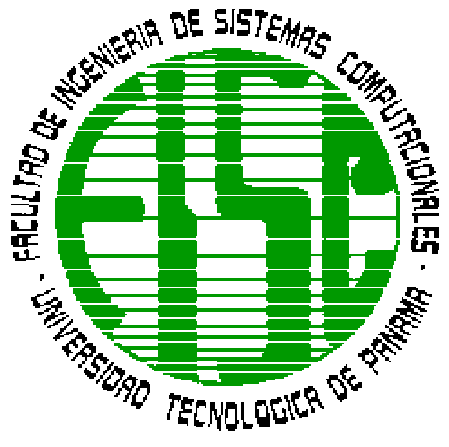 FACULTAD DE INGENIERIA DE SISTEMAS COMPUTACIONALES
- UNIVERSIDAD TECNOLOGICA DE PANAMA -
FISC